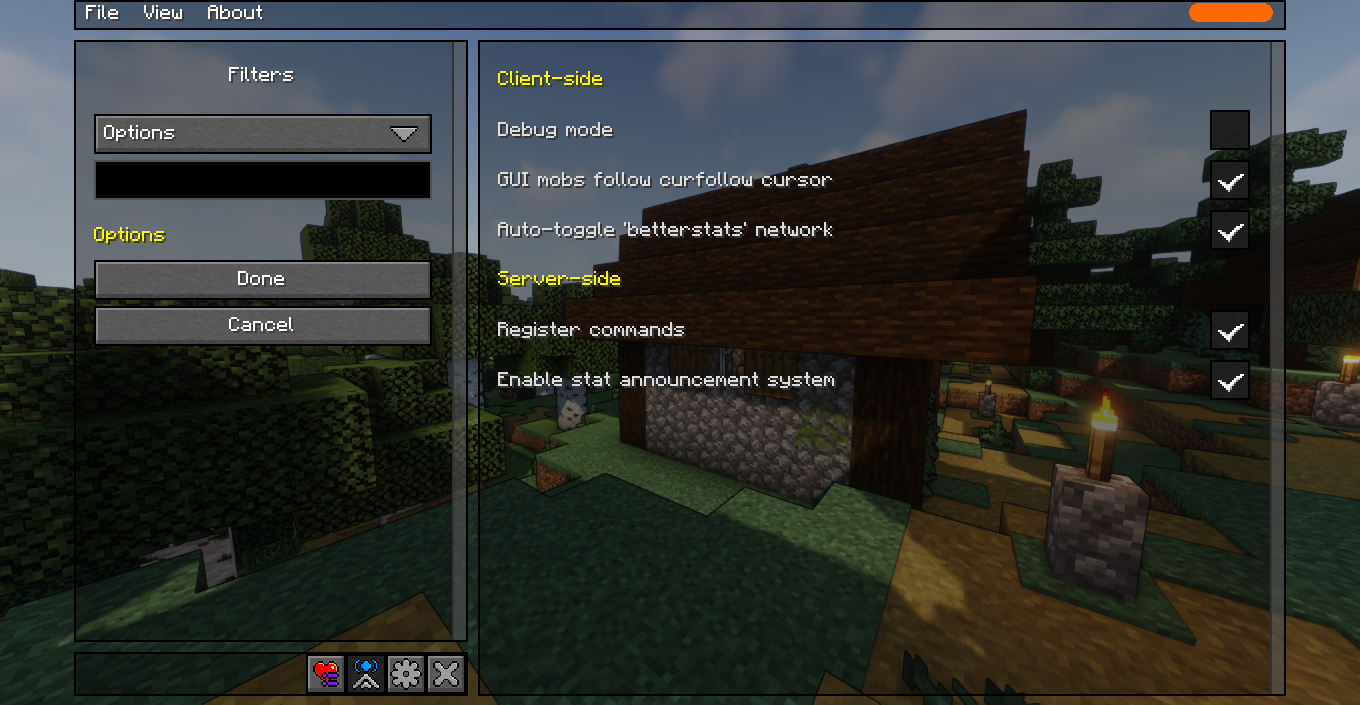 File View About
Filters
Options
Options
Done
Cancel
Client-side
Debug mode
GUI mobs follow curfollow cursor
Auto-toggle 'betterstats' network
Server-side
Register commands
Enable stat announcement system